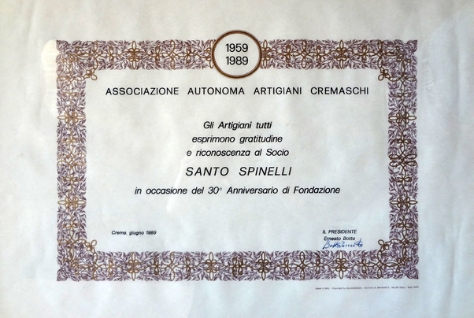 1959
1989
ASSOCIAZIONE AUTONOMA ARTIGIANI CREMASCHI
Gli Artigiani tutti
esprimono gratitudine
e riconoscenza al Socio
SANTO SPINELLI
in occasione del 30° Anniversario di Fondazione
Crema, giugno 1989
IL PRESIDENTE
Ernesto